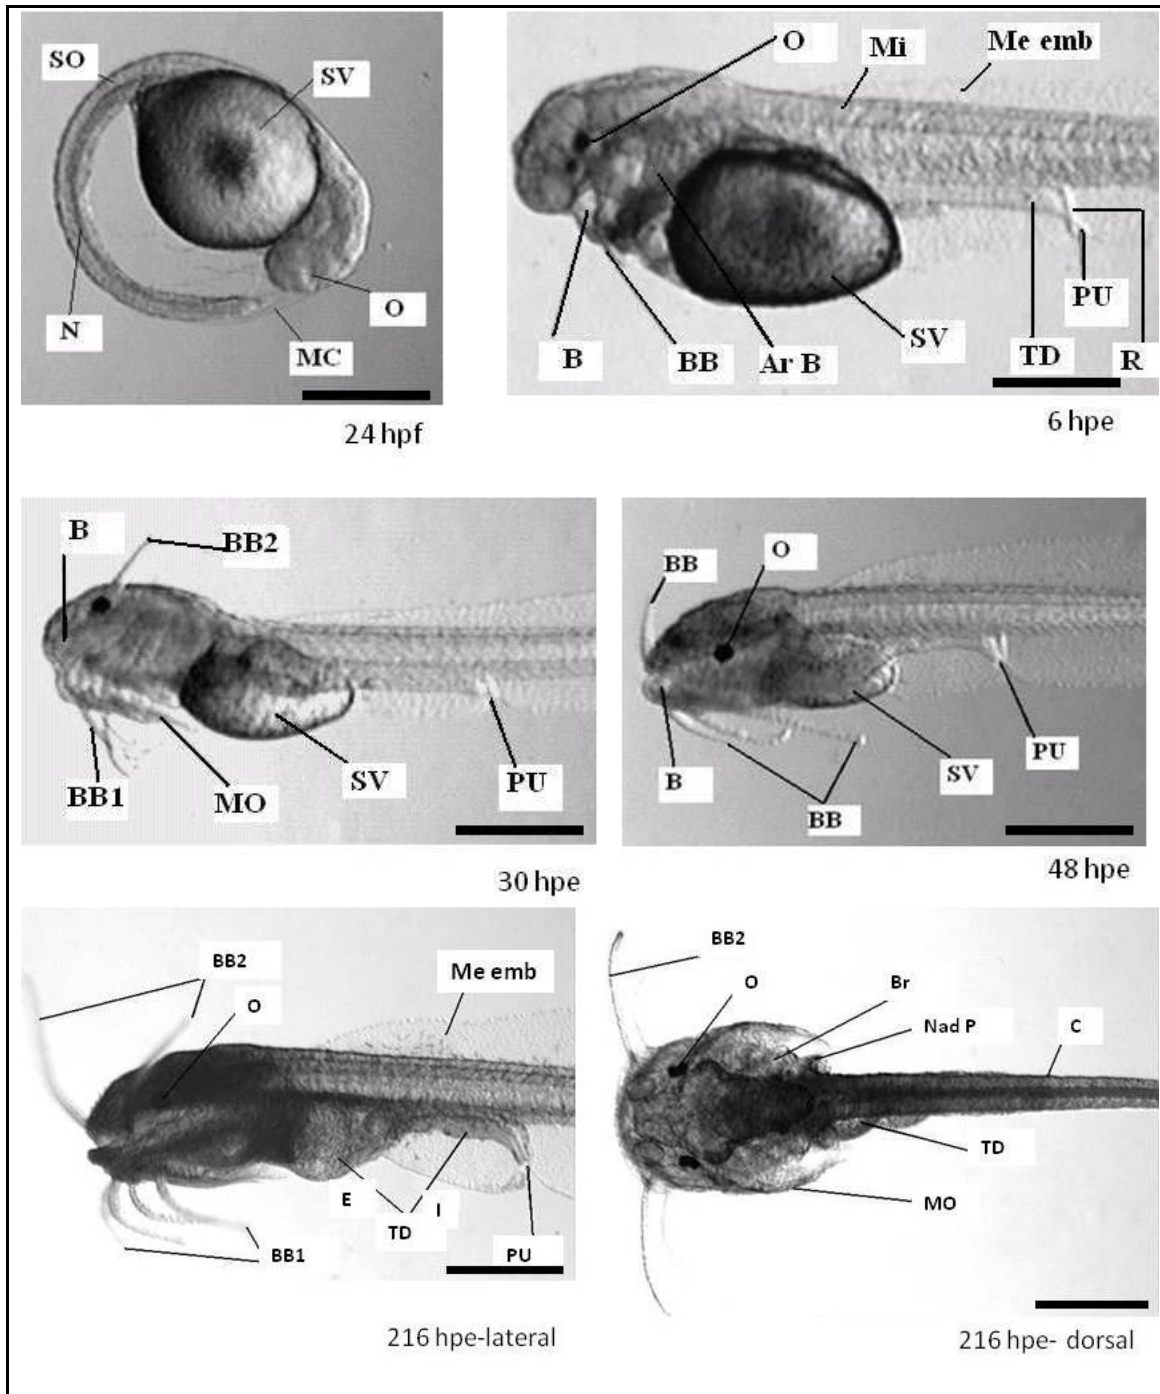 SO
SV
N
O
MC
24 hpf
O
Mi
Me emb
B
BB
Ar B
SV
TD
PU
R
6 hpe
B
BB2
BB1
MO
SV
PU
30 hpe
BB
O
B
BB
SV
PU
48 hpe
BB2
O
Me emb
E
I
TD
BB1
PU
216 hpe-lateral
BB2
O
Br
Nad P
C
TD
MO
216 hpe- dorsal